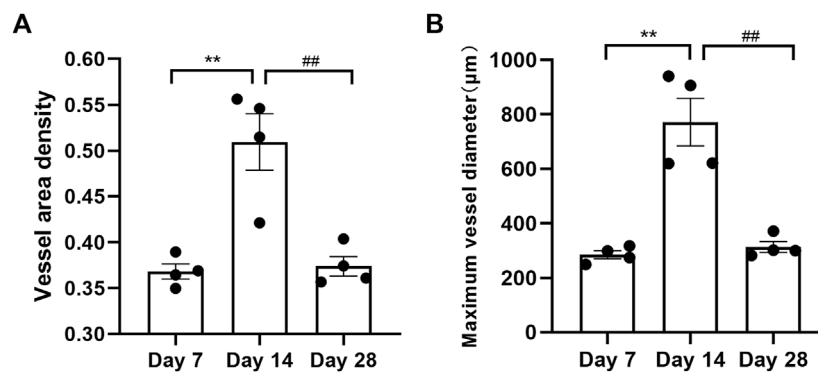 A
Vessel area density
0.60
0.55
0.50
0.45
0.40
0.35
0.30
**
##
Day 7 Day 14 Day 28
B
Maximum vessel diameter(μm)
1000
800
600
400
200
0
**
##
Day 7 Day 14 Day 28